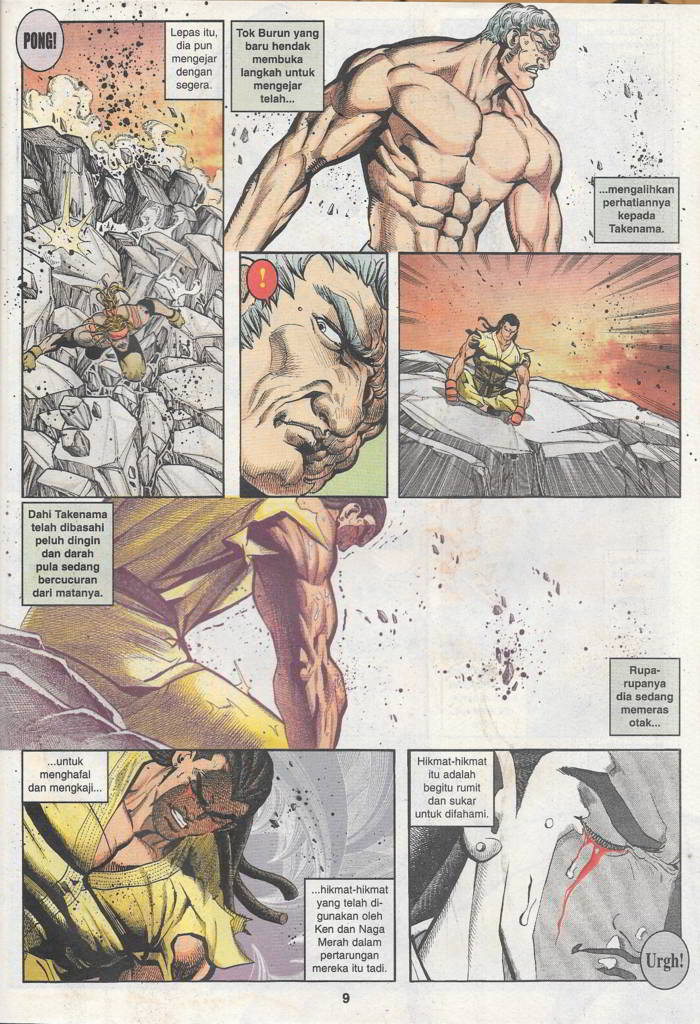 PONG!
Lepas itu,
dia pun
mengejar
dengan
segera.
Tok Burun yang
baru hendak
membuka
langkah untuk
mengejar
telah...
...mengalihkan
perhatiannya
kepada
Takenama.
!
Dahi Takenama
telah dibasahi
peluh dingin
dan darah
pula sedang
bercucuran
dari matanya.
Rupa-
rupanya
dia sedang
memeras
otak...
...untuk
menghafal
dan mengkaji...
...hikmat-hikmat
yang telah di-
gunakan oleh
Ken dan Naga
Merah dalam
pertarungan
mereka itu tadi.
Hikmat-hikmat
itu adalah
begitu rumit
dan sukar
untuk difahami.
Urgh!
9